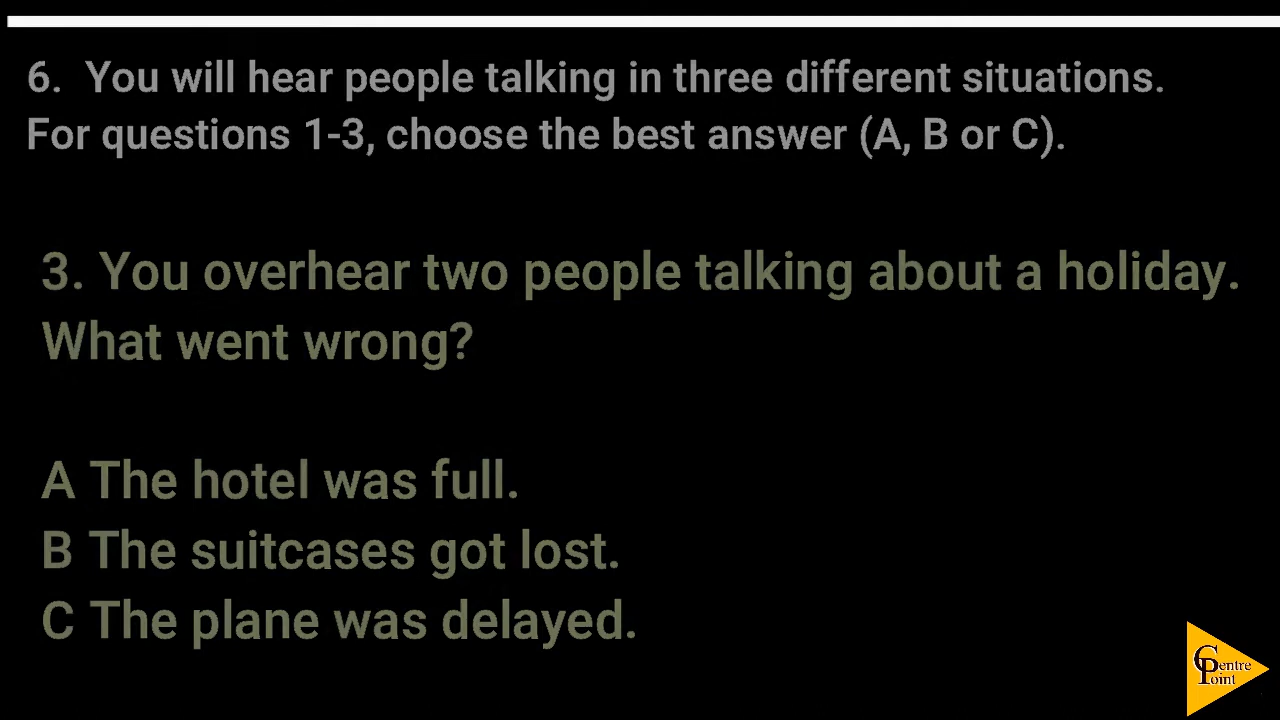 6. You will hear people talking in three different situations.
For questions 1-3, choose the best answer (A, B or C).
3. You overhear two people talking about a holiday.
What went wrong?
A The hotel was full.
B The suitcases got lost.
C The plane was delayed.
Centre
Point